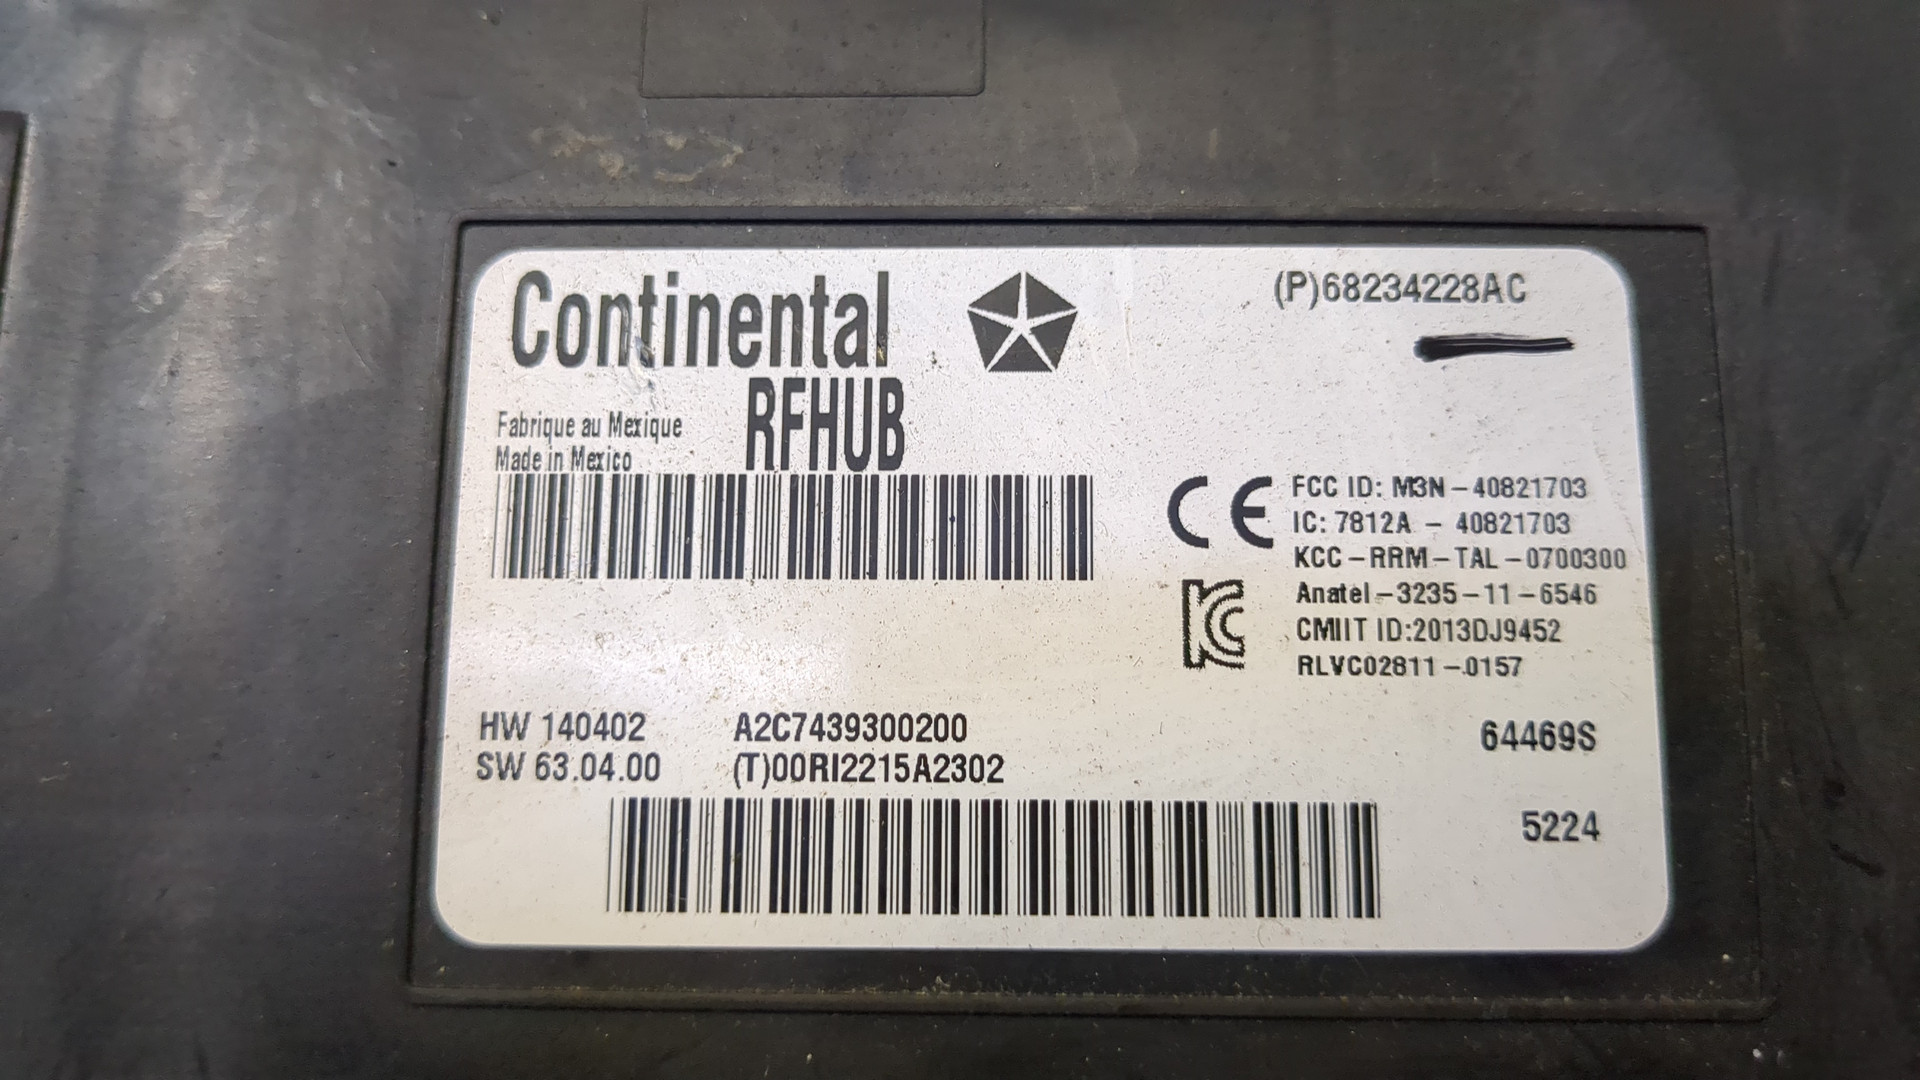 Continental
(P)68234228AC
RFHUB
Fabrique au Mexique
Made in Mexico
CE
FCC ID: M3N-40821703
IC: 7812A - 40821703
KCC-RRM-TAL-0700300
Anatel-3235-11-6546
CMIIT ID:2013DJ9452
RLVC02811-0157
HW 140402 A2C7439300200
SW 63.04.00 (T)00RI2215A2302
64469S
5224